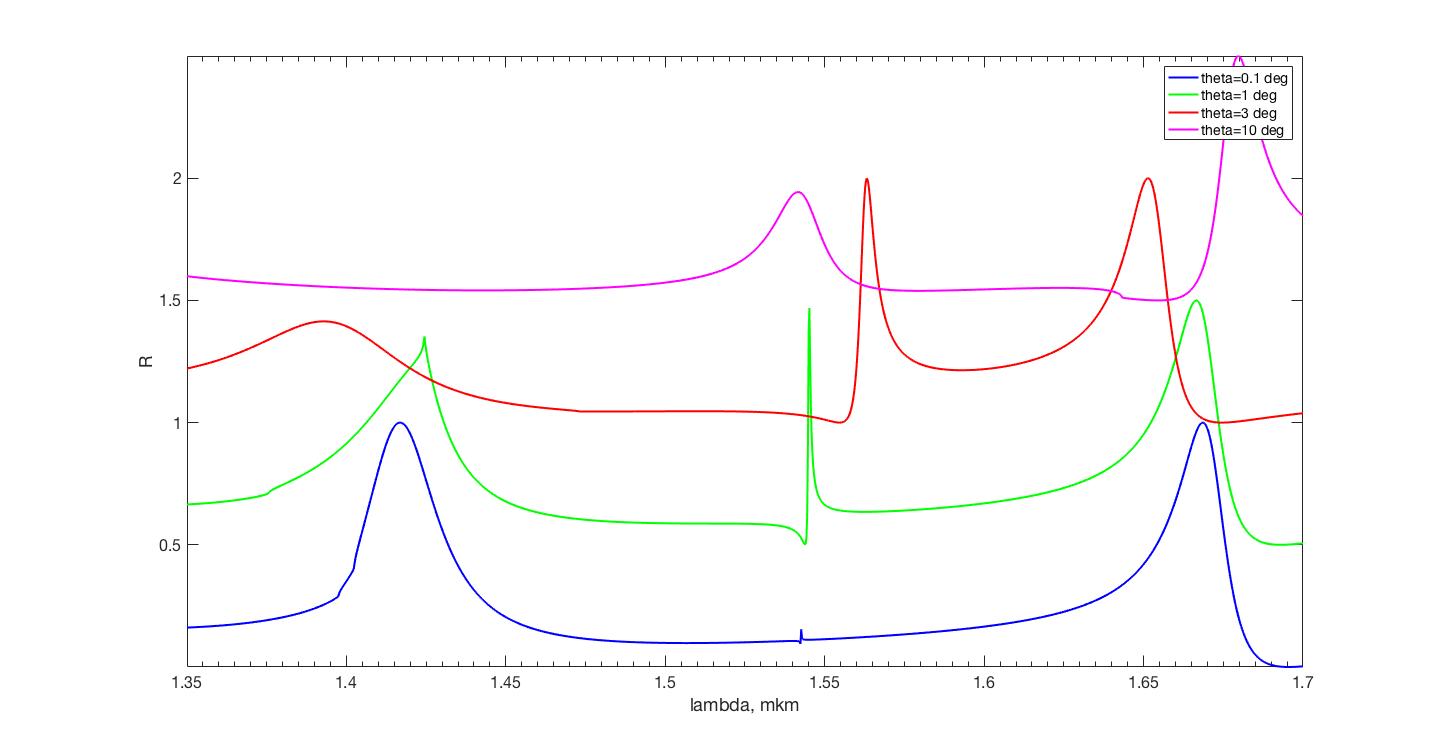 theta=0.1 deg
theta=1 deg
theta=3 deg
theta=10 deg
2
1.5
1
0.5
R
1.35
1.4
1.45
1.5
1.55
1.6
1.65
1.7
lambda, mkm